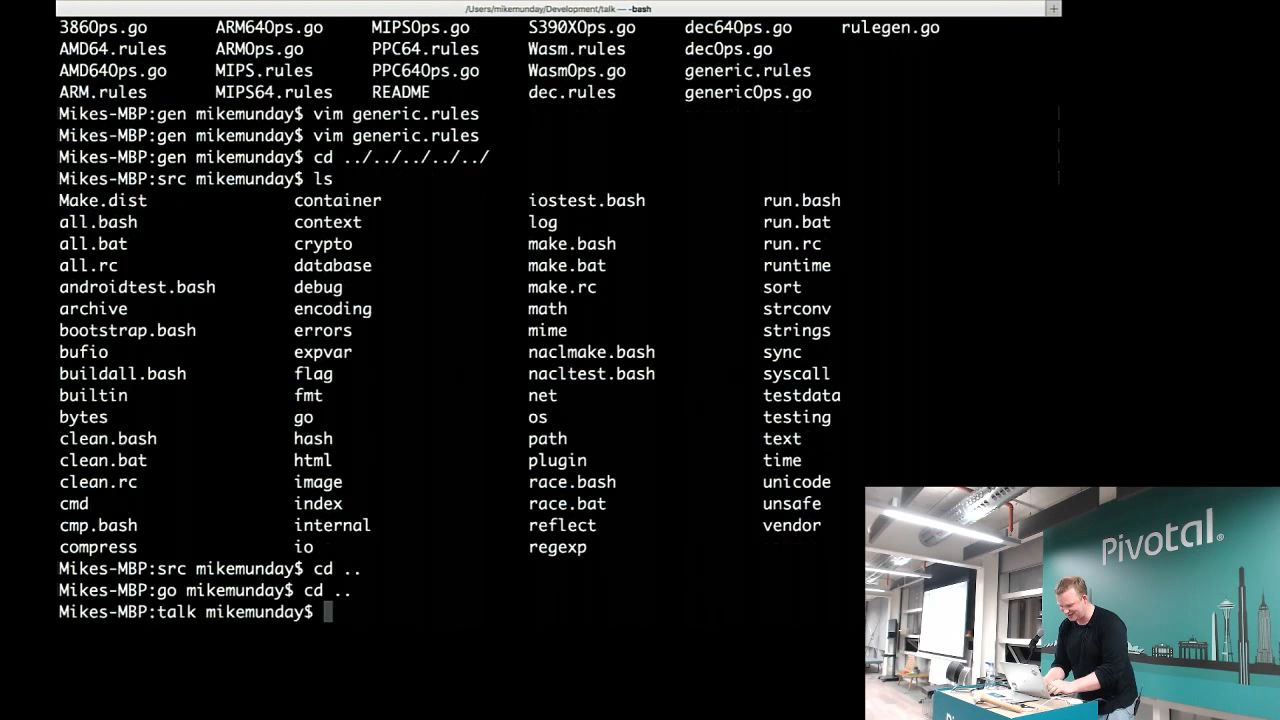 /Users/mikemunday/Development/talk — -bash
+
386Ops.go ARM64Ops.go MIPSOps.go S390XOps.go dec64Ops.go rulegen.go
AMD64.rules ARMOps.go PPC64.rules Wasm.rules decOps.go
AMD64Ops.go MIPS.rules PPC64Ops.go WasmOps.go generic.rules
ARM.rules MIPS64.rules README dec.rules genericOps.go
Mikes-MBP:gen mikemunday$ vim generic.rules
Mikes-MBP:gen mikemunday$ vim generic.rules
Mikes-MBP:gen mikemunday$ cd ../../../../../
Mikes-MBP:src mikemunday$ ls
Make.dist container iostest.bash run.bash
all.bash context log run.bat
all.bat crypto make.bash run.rc
all.rc database make.bat runtime
androidtest.bash debug make.rc sort
archive encoding math strconv
bootstrap.bash errors mime strings
bufio expvar naclmake.bash sync
buildall.bash flag nacltest.bash syscall
builtin fmt net testdata
bytes go os testing
clean.bash hash path text
clean.bat html plugin time
clean.rc image race.bash unicode
cmd index race.bat unsafe
cmp.bash internal reflect vendor
compress io regexp
Mikes-MBP:src mikemunday$ cd ..
Mikes-MBP:go mikemunday$ cd ..
Mikes-MBP:talk mikemunday$
Pivotal.